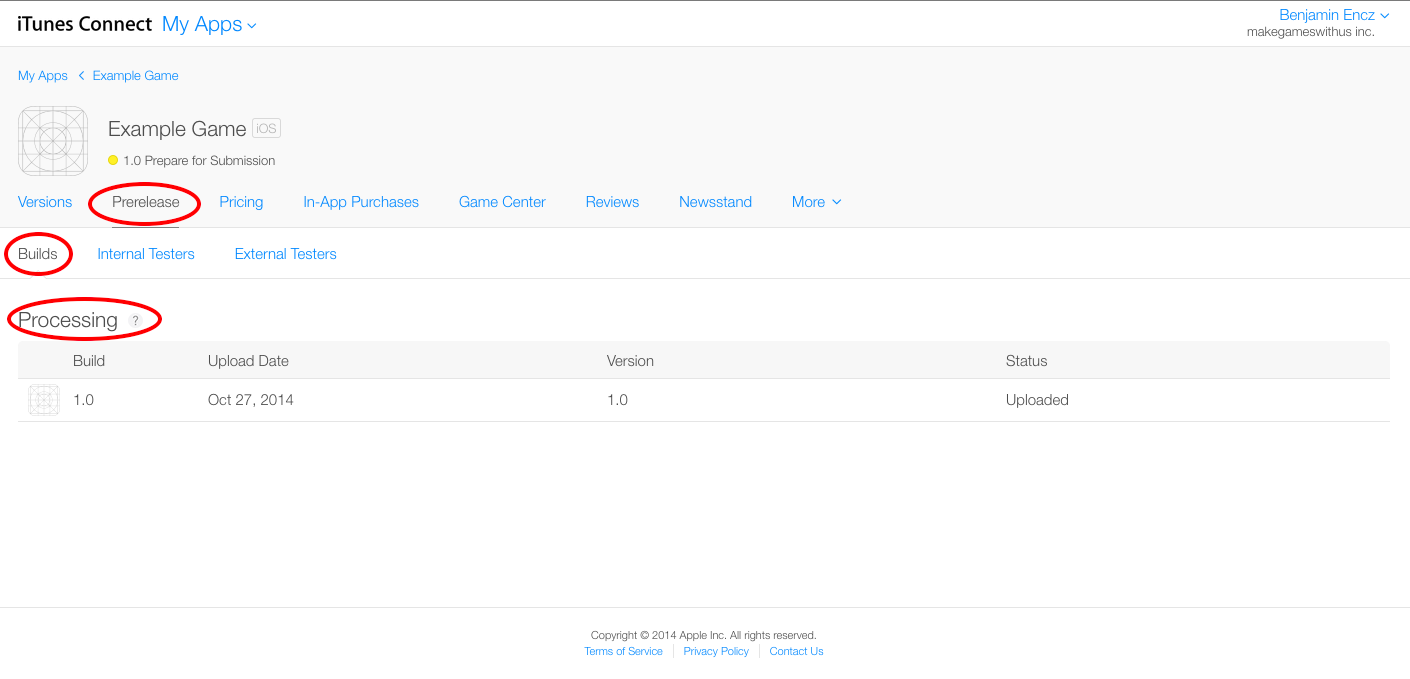 iTunes Connect My Apps
Benjamin Encz
makegameswithus inc.
My Apps Example Game
Example Game iOS
1.0 Prepare for Submission
Versions Prerelease Pricing In-App Purchases Game Center Reviews Newsstand More
Builds Internal Testers External Testers
Processing ?
Build Upload Date Version Status
1.0 Oct 27, 2014 1.0 Uploaded
Copyright © 2014 Apple Inc. All rights reserved.
Terms of Service Privacy Policy Contact Us